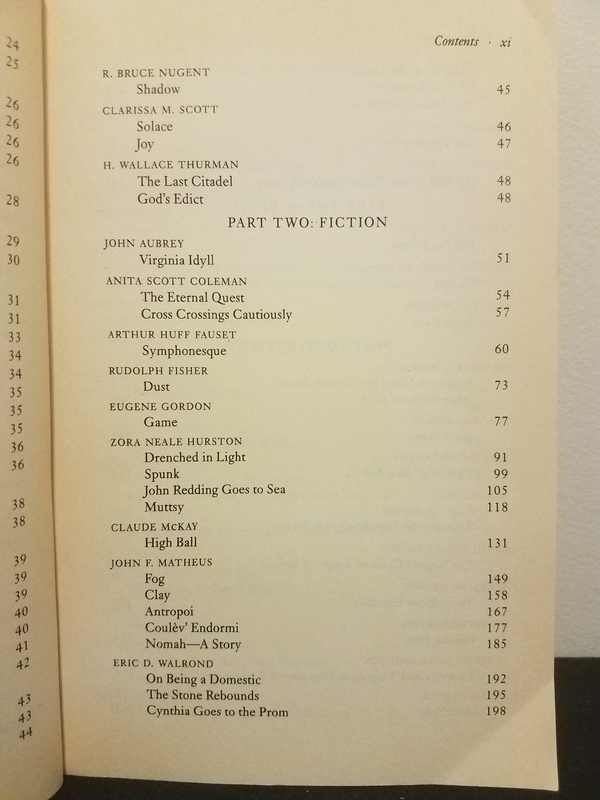 24
25
26
26
26
26
28
29
30
31
31
33
34
34
35
35
35
36
36
38
38
39
39
39
40
40
41
42
43
43
44
Contents · xi
R. BRUCE NUGENT
Shadow 45
CLARISSA M. SCOTT
Solace 46
Joy 47
H. WALLACE THURMAN
The Last Citadel 48
God's Edict 48
PART TWO: FICTION
JOHN AUBREY
Virginia Idyll 51
ANITA SCOTT COLEMAN
The Eternal Quest 54
Cross Crossings Cautiously 57
ARTHUR HUFF FAUSET
Symphonesque 60
RUDOLPH FISHER
Dust 73
EUGENE GORDON
Game 77
ZORA NEALE HURSTON
Drenched in Light 91
Spunk 99
John Redding Goes to Sea 105
Muttsy 118
CLAUDE McKAY
High Ball 131
JOHN F. MATHEUS
Fog 149
Clay 158
Antropoi 167
Coulèv' Endormi 177
Nomah—A Story 185
ERIC D. WALROND
On Being a Domestic 192
The Stone Rebounds 195
Cynthia Goes to the Prom 198